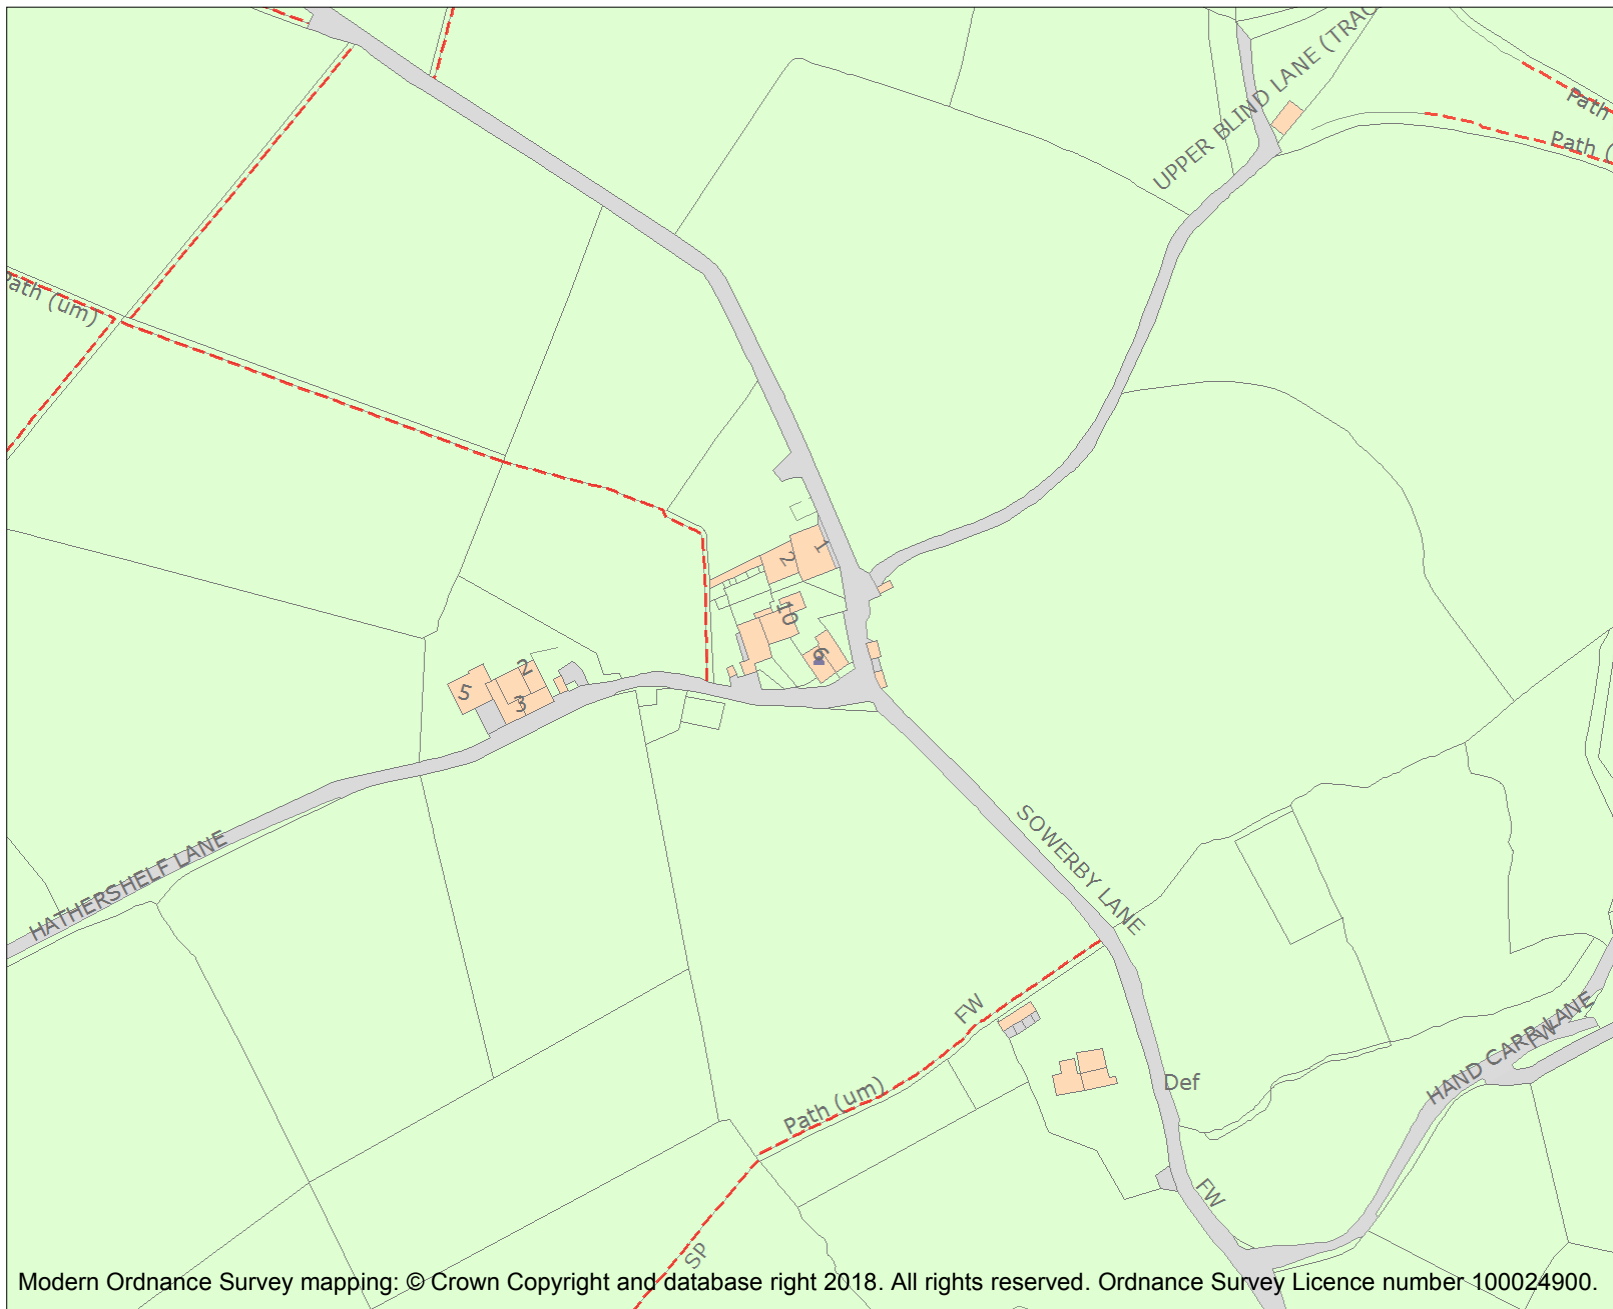 UPPER BLIND LANE (TRAC
Path
Path (
Path (um)
1
2
10
6
2
5
3
SOWERBY LANE
HATHERSHELF LANE
FW
HAND CARR LANE
FW
Def
Path (um)
FW
SP
Modern Ordnance Survey mapping: © Crown Copyright and database right 2018. All rights reserved. Ordnance Survey Licence number 100024900.